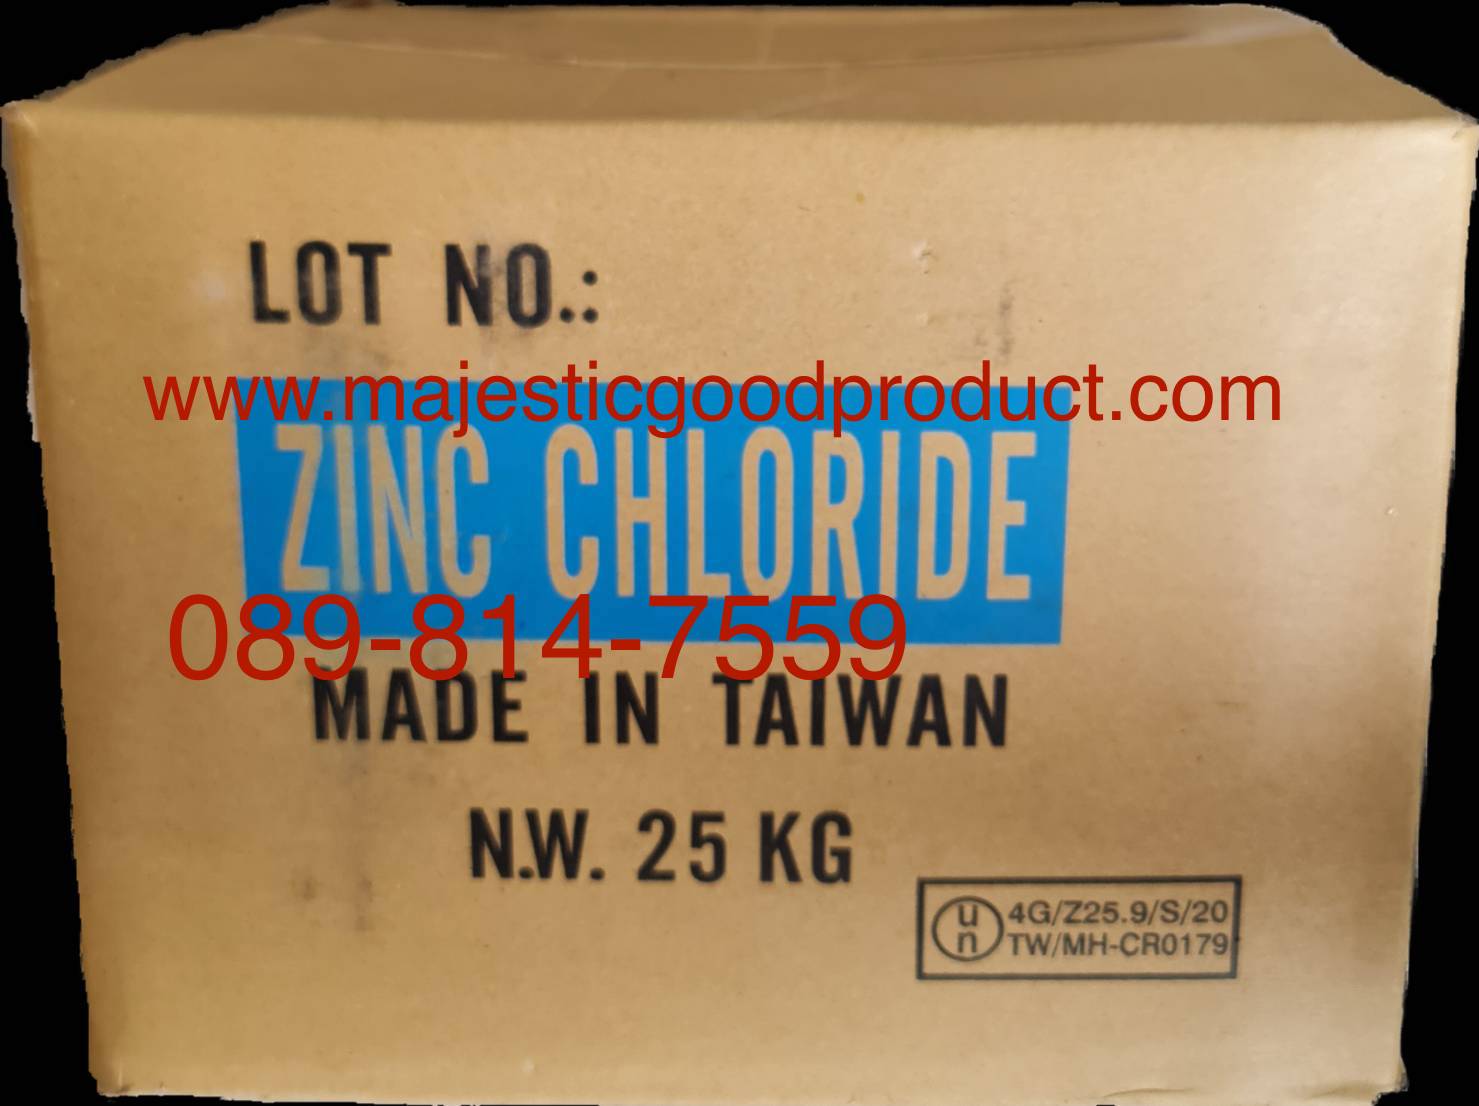 LOT NO.:
www.majesticgoodproduct.com
ZINC CHLORIDE
089-814-7559
MADE IN TAIWAN
N.W. 25 KG
un 4G/Z25.9/S/20
TW/MH-CR0179